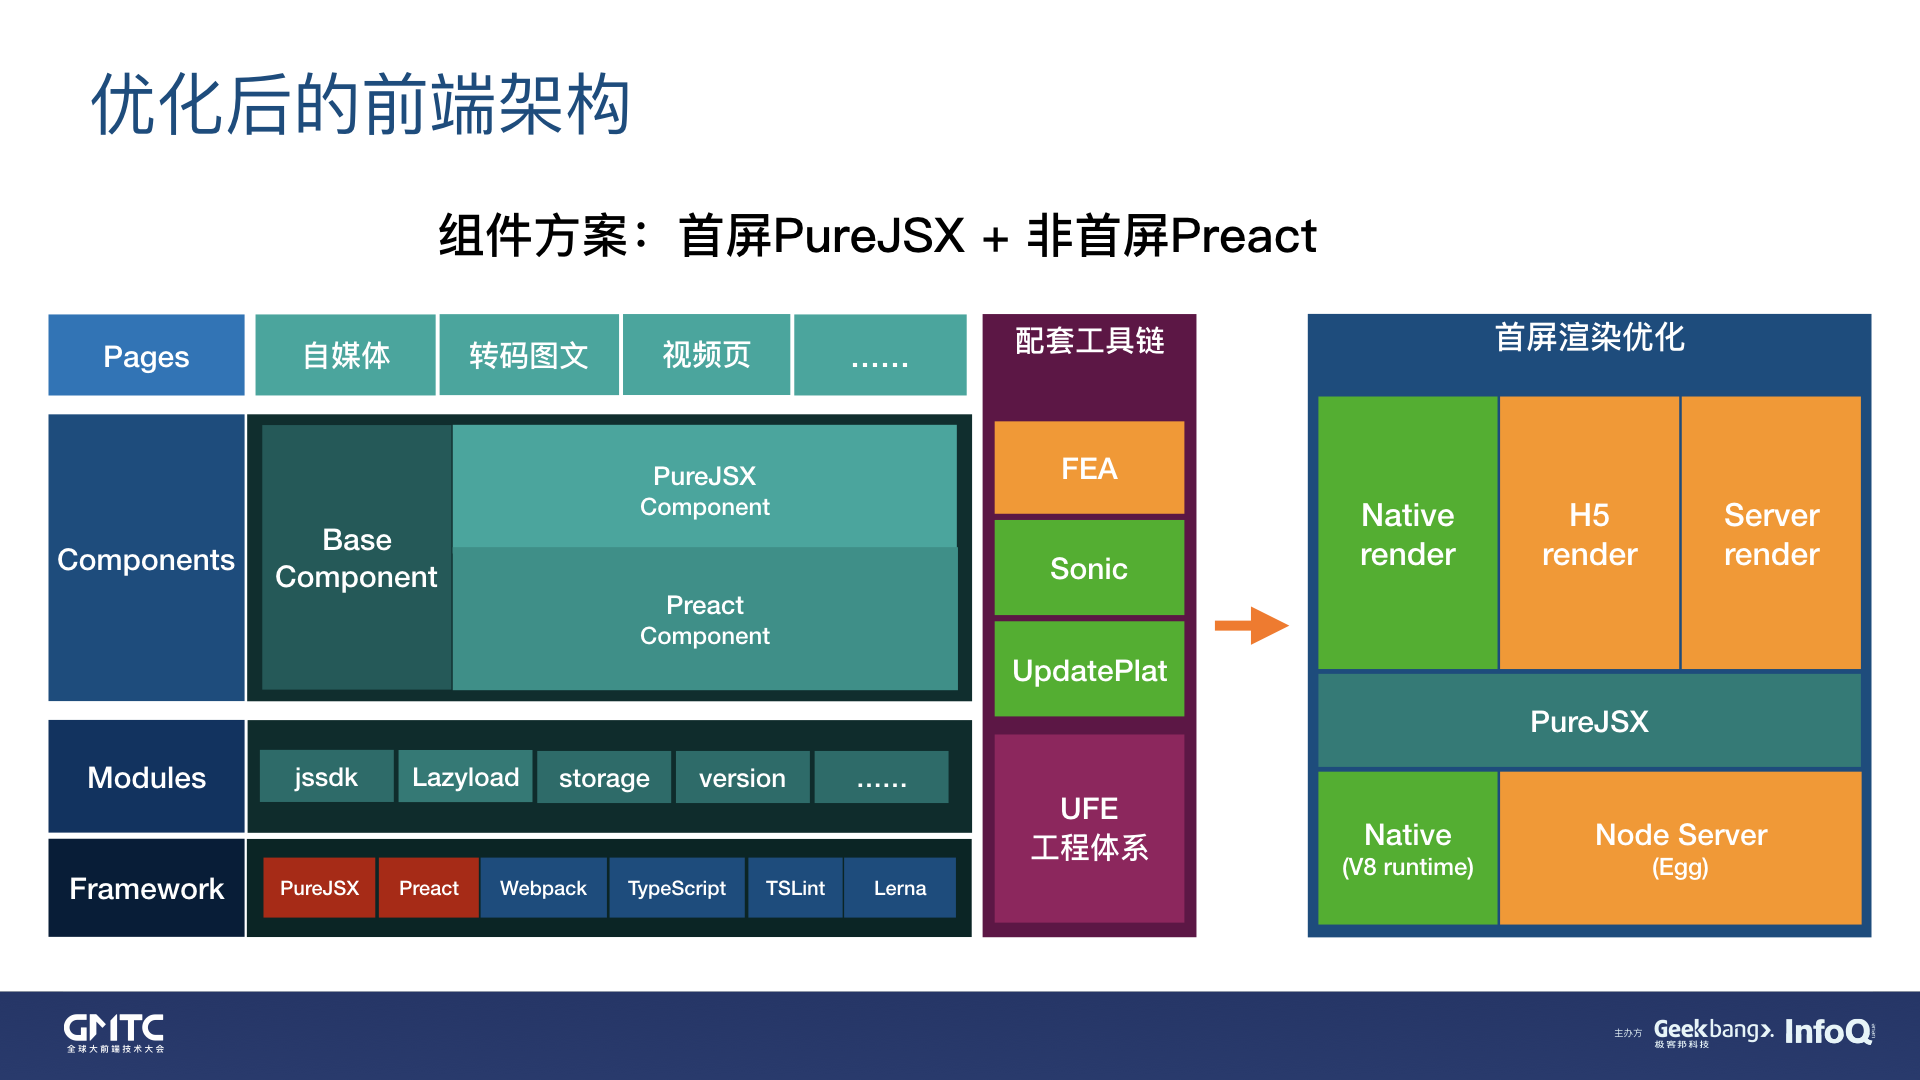 优化后的前端架构
组件方案：首屏PureJSX + 非首屏Preact
Pages
自媒体
转码图文
视频页
......
Components
Base
Component
PureJSX
Component
Preact
Component
Modules
jssdk
Lazyload
storage
version
......
Framework
PureJSX
Preact
Webpack
TypeScript
TSLint
Lerna
配套工具链
FEA
Sonic
UpdatePlat
UFE
工程体系
首屏渲染优化
Native
render
H5
render
Server
render
PureJSX
Native
(V8 runtime)
Node Server
(Egg)
GMTC
全球大前端技术大会
主办方
Geekbang>.
极客邦科技
InfoQ